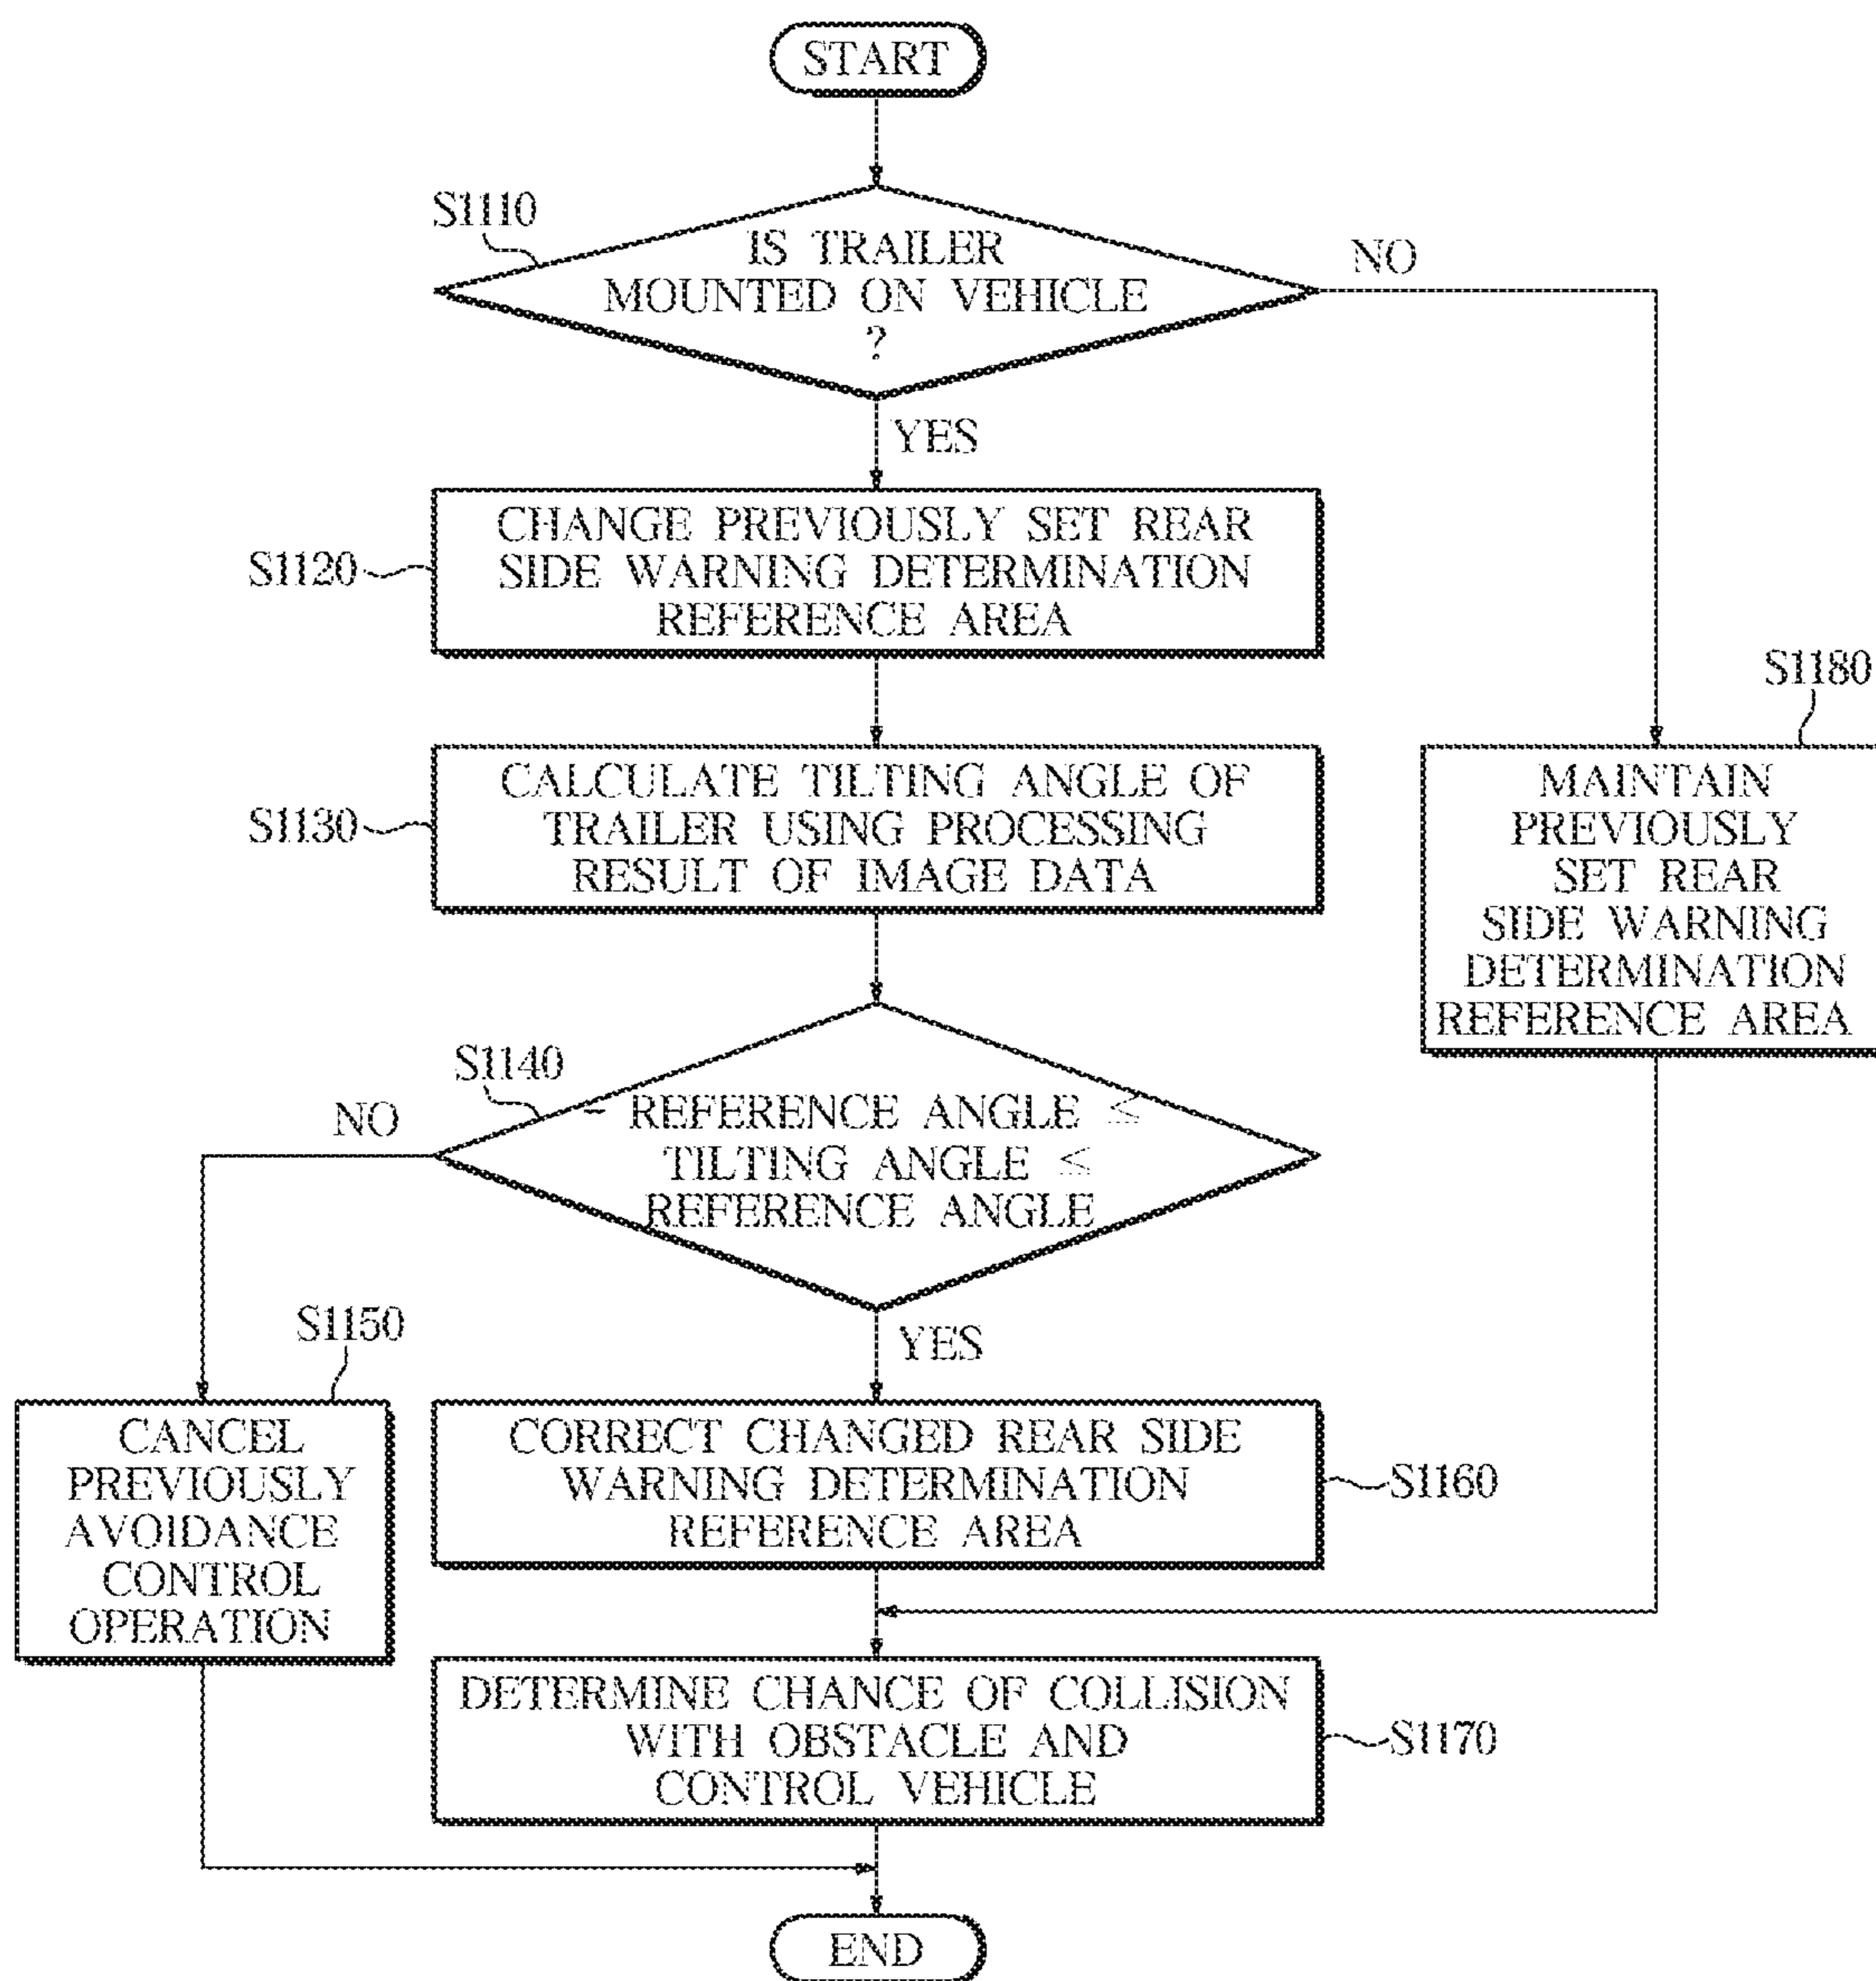 START
S1110
IS TRAILER
MOUNTED ON VEHICLE
?
NO
YES
S1120
CHANGE PREVIOUSLY SET REAR
SIDE WARNING DETERMINATION
REFERENCE AREA
S1130
CALCULATE TILTING ANGLE OF
TRAILER USING PROCESSING
RESULT OF IMAGE DATA
S1180
MAINTAIN
PREVIOUSLY
SET REAR
SIDE WARNING
DETERMINATION
REFERENCE AREA
S1140
NO
- REFERENCE ANGLE ≦
TILTING ANGLE ≦
REFERENCE ANGLE
YES
S1150
CANCEL
PREVIOUSLY
AVOIDANCE
CONTROL
OPERATION
CORRECT CHANGED REAR SIDE
WARNING DETERMINATION
REFERENCE AREA
S1160
DETERMINE CHANCE OF COLLISION
WITH OBSTACLE AND
CONTROL VEHICLE
S1170
END